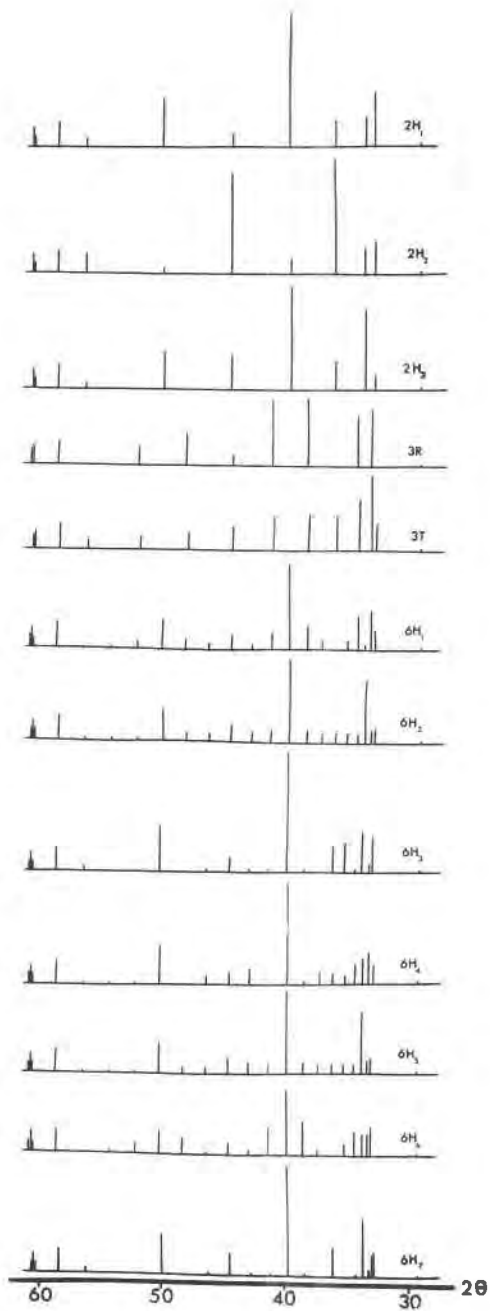 2H₁
2H₂
2H₃
3R
3T
6H₁
6H₂
6H₃
6H₄
6H₅
6H₆
6H₇
60 50 40 30 2θ